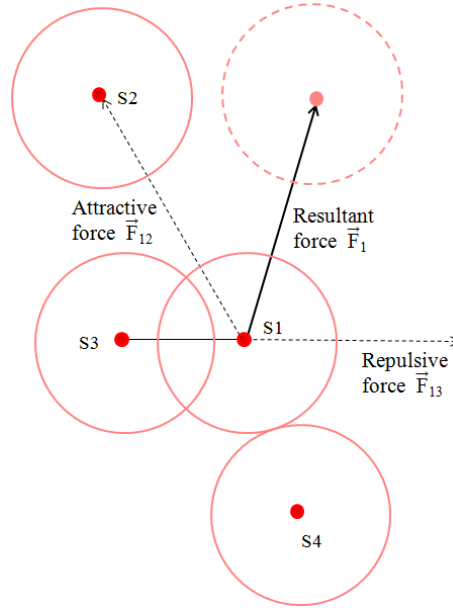 S2
Attractive
force F⃗12
Resultant
force F⃗1
S1
S3
Repulsive
force F⃗13
S4